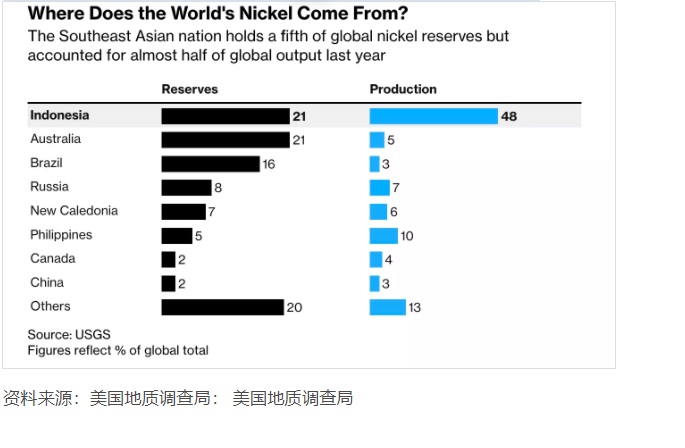 Where Does the World's Nickel Come From?
The Southeast Asian nation holds a fifth of global nickel reserves but
accounted for almost half of global output last year
Reserves Production
Indonesia 21 48
Australia 21 5
Brazil 16 3
Russia 8 7
New Caledonia 7 6
Philippines 5 10
Canada 2 4
China 2 3
Others 20 13
Source: USGS
Figures reflect % of global total
资料来源：美国地质调查局： 美国地质调查局